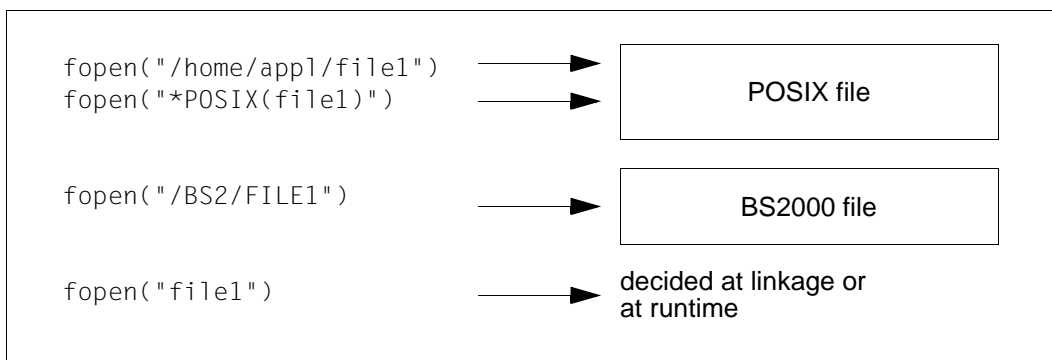 fopen("/home/appl/file1")
fopen("*POSIX(file1)")
POSIX file
fopen("/BS2/FILE1")
BS2000 file
fopen("file1")
decided at linkage or
at runtime